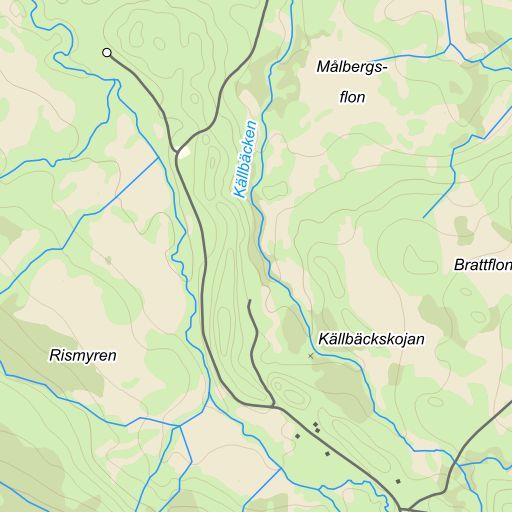 Målbergs-
flon
Källbäcken
Brattflon
Källbäckskojan
Rismyren